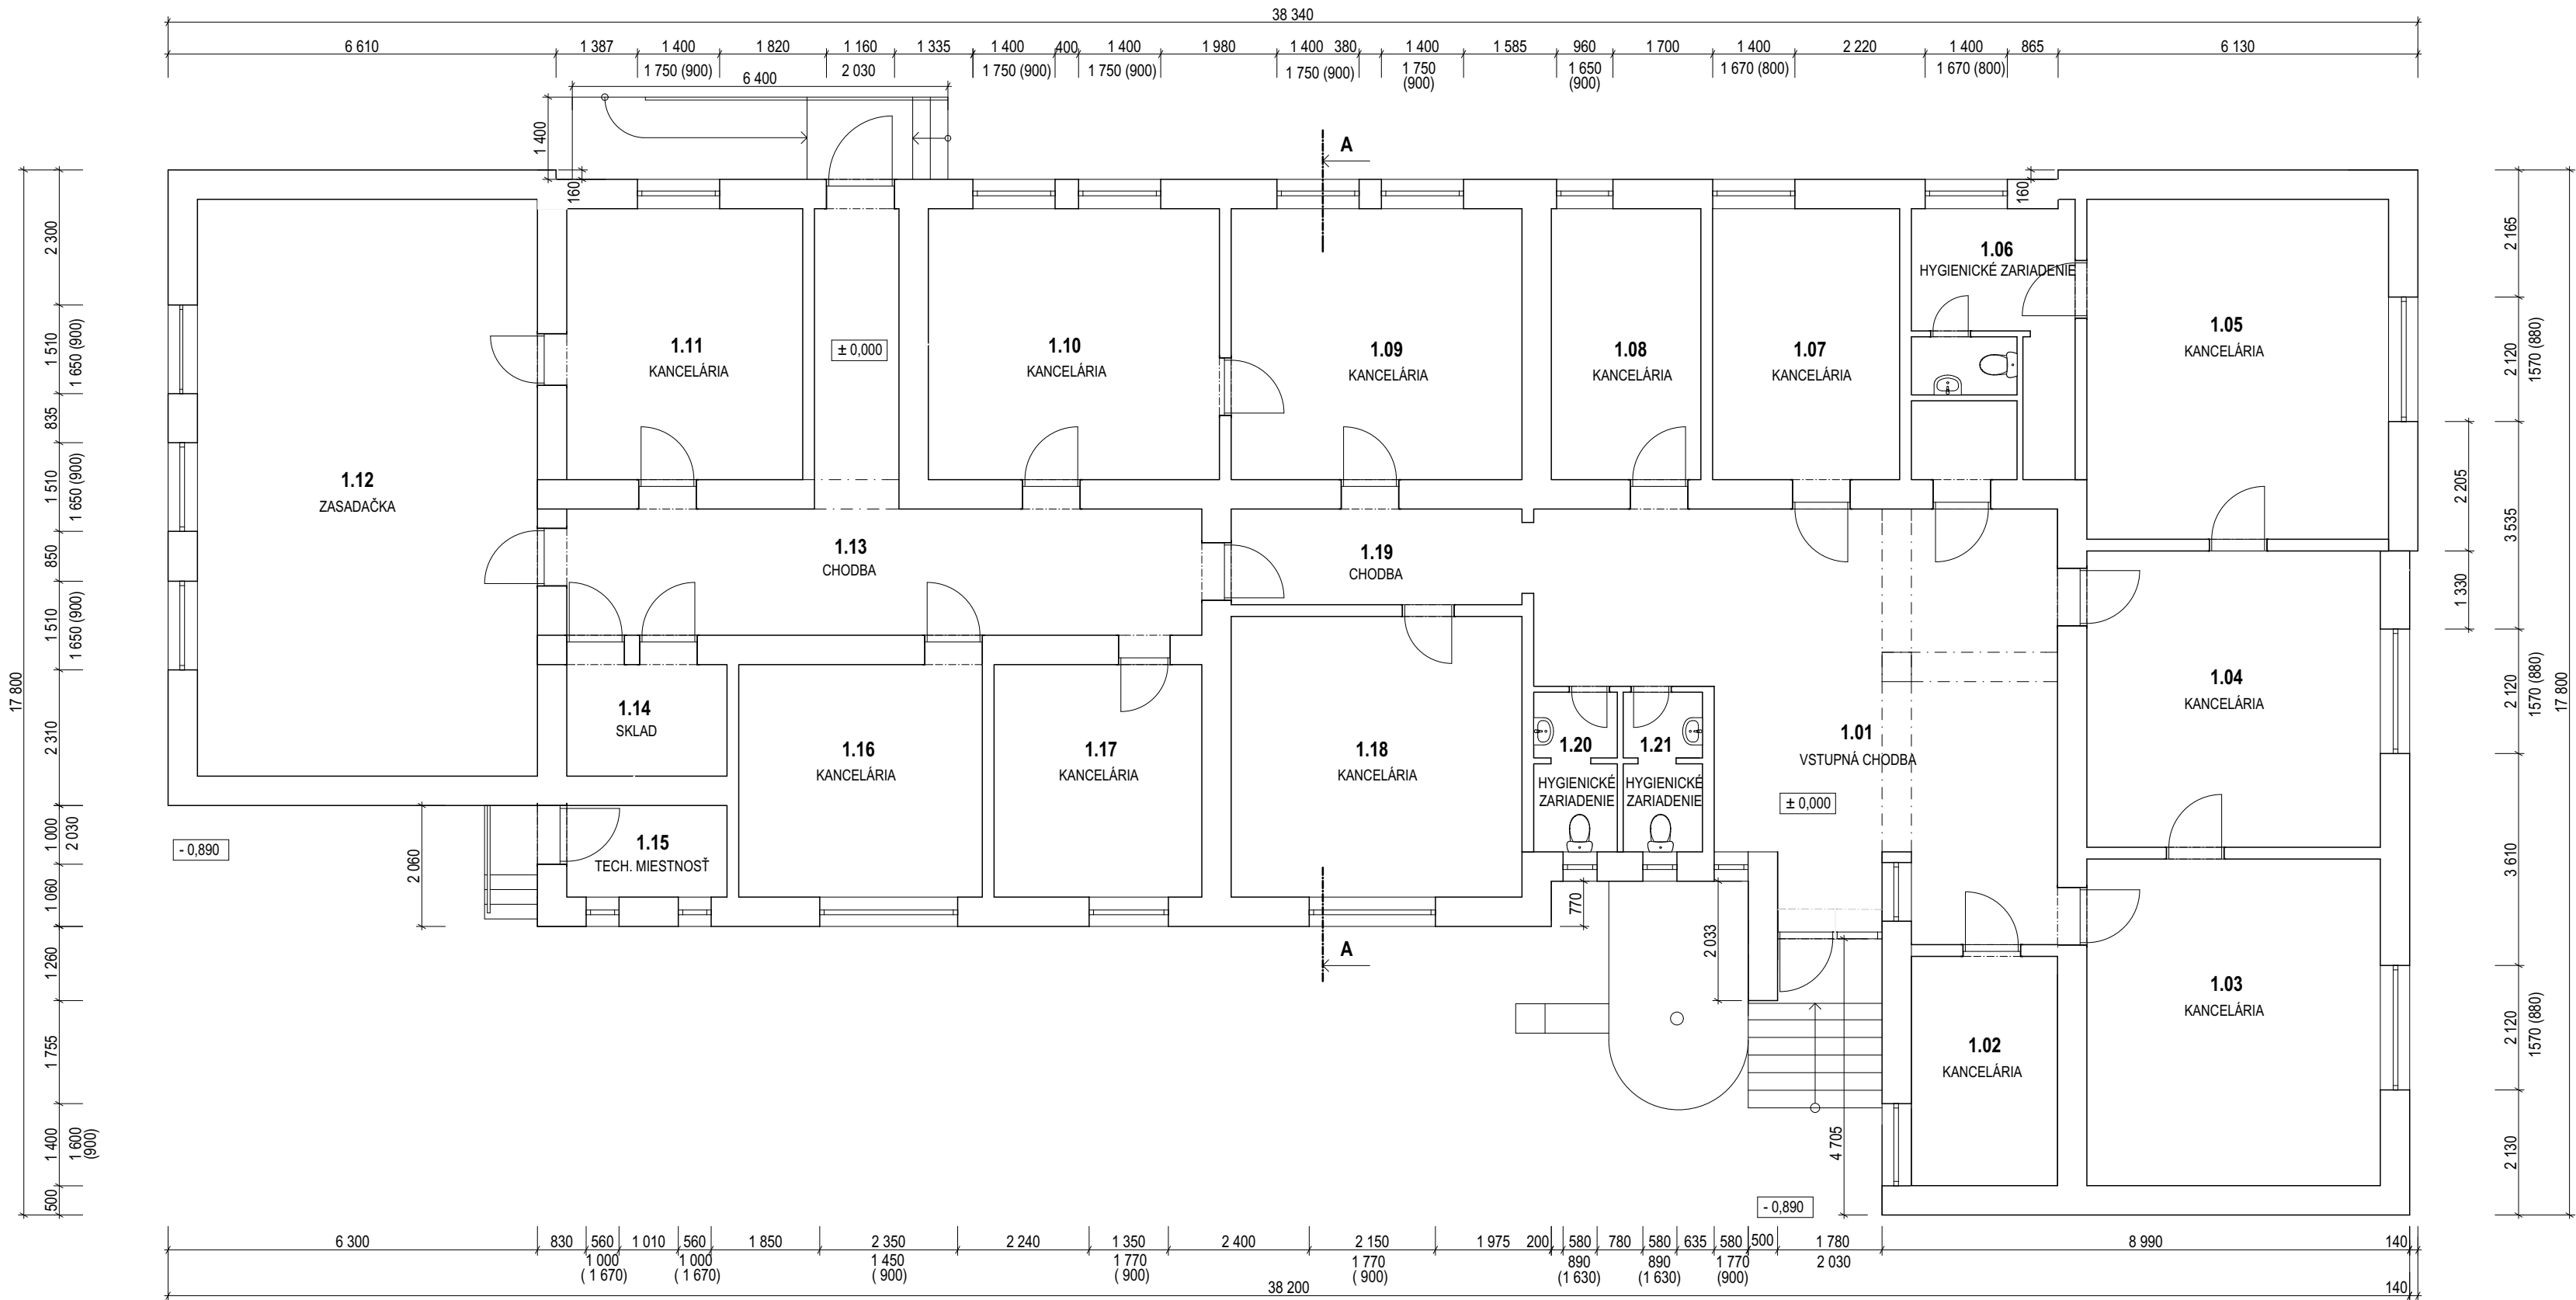 38 340
6 610 1 387 1 400 1 820 1 160 1 335 1 400 400 1 400 1 980 1 400 380 1 400 1 585 960 1 700 1 400 2 220 1 400 865 6 130
1 750 (900) 2 030 1 750 (900) 1 750 (900) 1 750 (900) 1 750 1 650 1 670 (800) 1 670 (800)
(900) (900)
6 400
1 400
160
A
160
17 800
2 300
1 510
1 650 (900)
835
1 510
1 650 (900)
850
1 510
1 650 (900)
2 310
1 000
2 030
1 060
1 260
1 755
1 400
1 600
(900)
500
1.11
KANCELÁRIA
± 0,000
1.10
KANCELÁRIA
1.09
KANCELÁRIA
1.08
KANCELÁRIA
1.07
KANCELÁRIA
1.06
HYGIENICKÉ ZARIADENIE
1.05
KANCELÁRIA
1.12
ZASADAČKA
1.13
CHODBA
1.19
CHODBA
1.14
SKLAD
1.16
KANCELÁRIA
1.17
KANCELÁRIA
1.18
KANCELÁRIA
1.20
HYGIENICKÉ
ZARIADENIE
1.21
HYGIENICKÉ
ZARIADENIE
1.01
VSTUPNÁ CHODBA
± 0,000
1.04
KANCELÁRIA
1.15
TECH. MIESTNOSŤ
- 0,890
2 060
A
770
2 033
1.02
KANCELÁRIA
1.03
KANCELÁRIA
4 705
- 0,890
2 165
2 120
1570 (880)
2 205
3 535
1 330
2 120
1570 (880)
3 610
2 120
1570 (880)
2 130
17 800
6 300 830 560 1 010 560 1 850 2 350 2 240 1 350 2 400 2 150 1 975 200 580 780 580 635 580 500 1 780 8 990 140
1 000 1 000 1 450 1 770 1 770 890 890 1 770 2 030
( 1 670) ( 1 670) ( 900) ( 900) ( 900) (1 630) (1 630) (900)
38 200 140